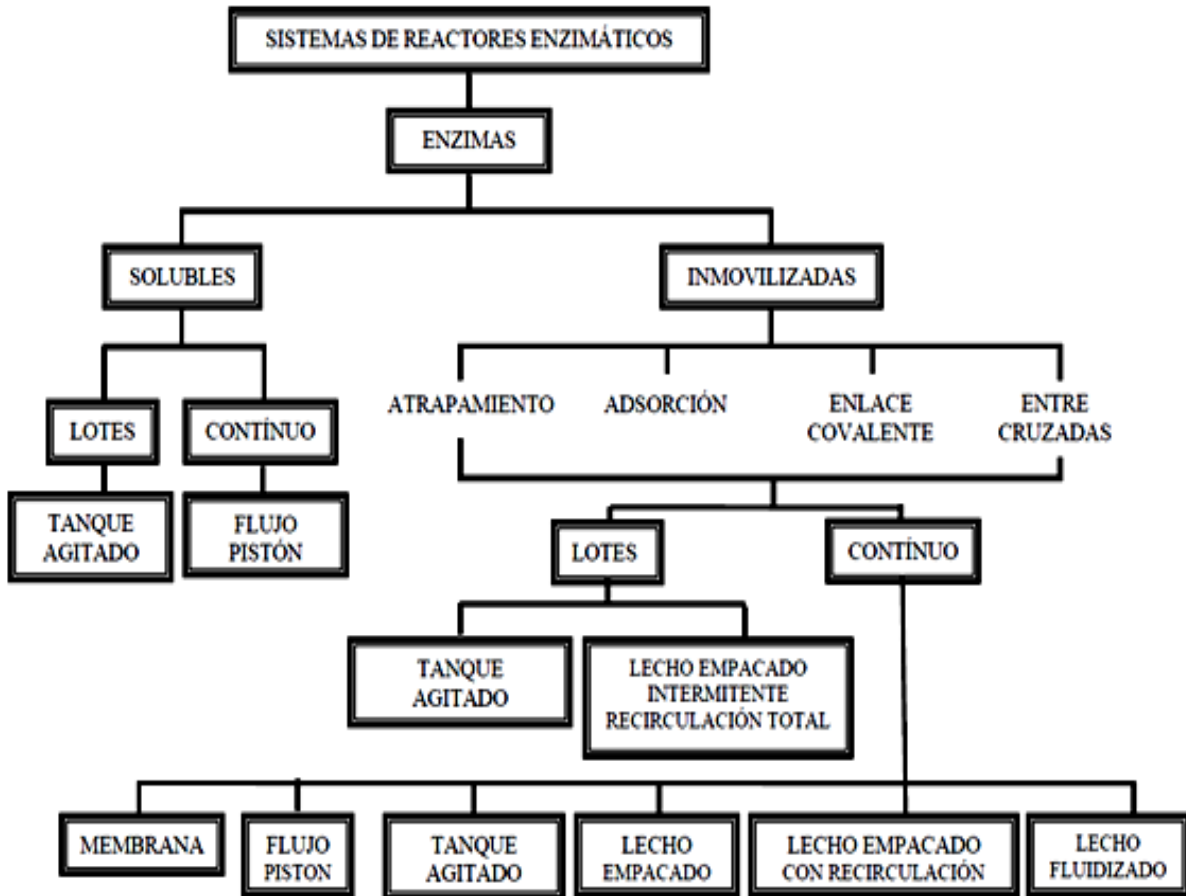 SISTEMAS DE REACTORES ENZIMÁTICOS
ENZIMAS
SOLUBLES
INMOVILIZADAS
ATRAPAMIENTO
ADSORCIÓN
ENLACE
COVALENTE
ENTRE
CRUZADAS
LOTES
CONTÍNUO
TANQUE
AGITADO
FLUJO
PISTÓN
LOTES
CONTÍNUO
TANQUE
AGITADO
LECHO EMPACADO
INTERMITENTE
RECIRCULACIÓN TOTAL
MEMBRANA
FLUJO
PISTON
TANQUE
AGITADO
LECHO
EMPACADO
LECHO EMPACADO
CON RECIRCULACIÓN
LECHO
FLUIDIZADO